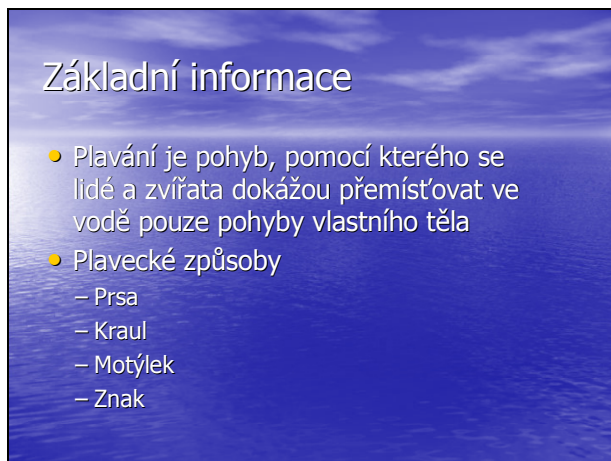 Základní informace
• Plavání je pohyb, pomocí kterého se
lidé a zvířata dokážou přemísťovat ve
vodě pouze pohyby vlastního těla
• Plavecké způsoby
– Prsa
– Kraul
– Motýlek
– Znak